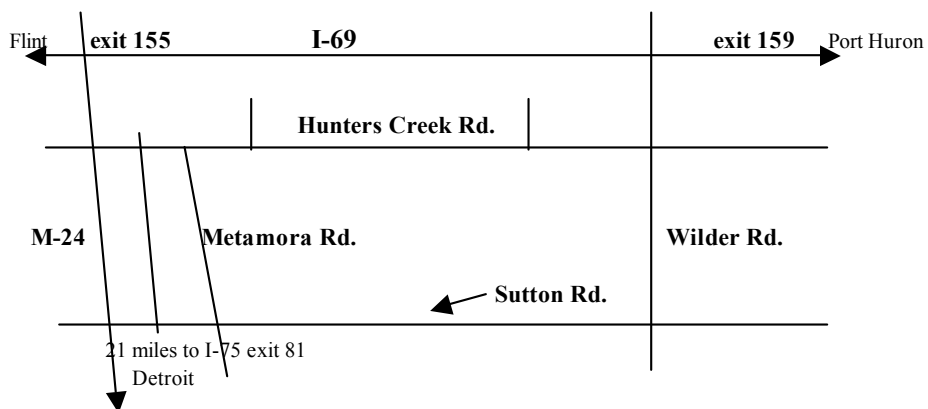 Flint exit 155 I-69 exit 159 Port Huron
Hunters Creek Rd.
M-24 Metamora Rd. Wilder Rd.
Sutton Rd.
21 miles to I-75 exit 81
Detroit